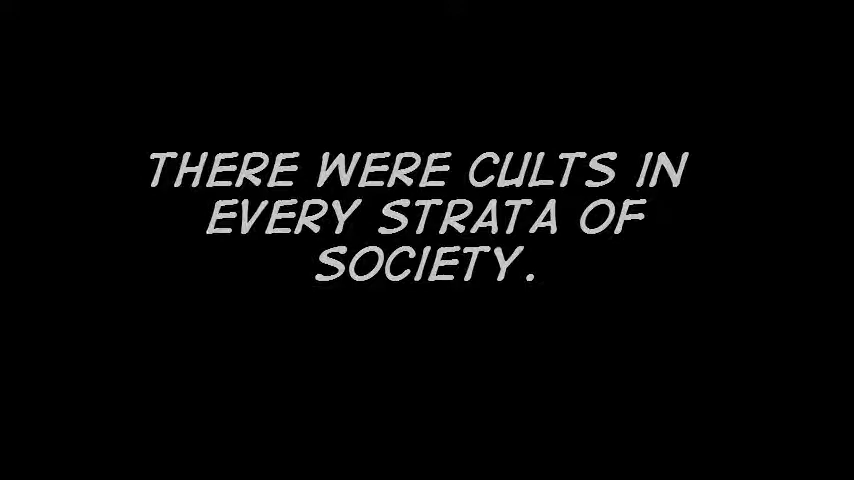 THERE WERE CULTS IN
EVERY STRATA OF
SOCIETY.